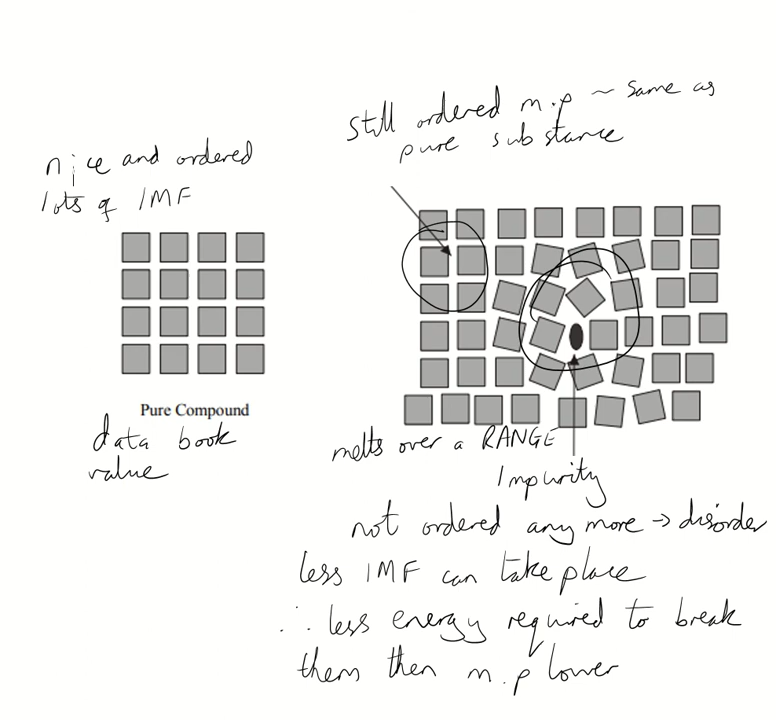 nice and ordered
lots of IMF
Pure Compound
data book
value
still ordered m.p ~ same as
pure substance
melts over a RANGE
Impurity
not ordered any more → disorder
less IMF can take place
∴ less energy required to break
them then m.p lower